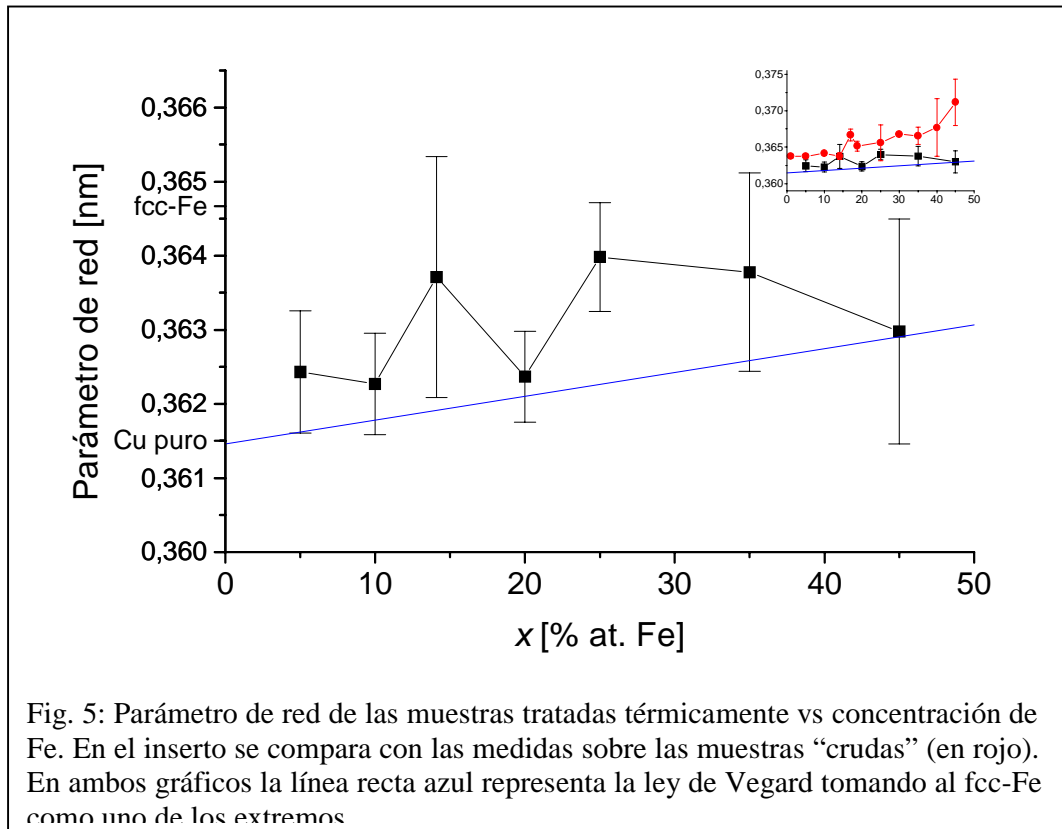 0,366
0,365
fcc-Fe
0,364
0,363
0,362
Cu puro
0,361
0,360
Parámetro de red [nm]
0 10 20 30 40 50
x [% at. Fe]
0,375
0,370
0,365
0,360
0 10 20 30 40 50
Fig. 5: Parámetro de red de las muestras tratadas térmicamente vs concentración de
Fe. En el inserto se compara con las medidas sobre las muestras “crudas” (en rojo).
En ambos gráficos la línea recta azul representa la ley de Vegard tomando al fcc-Fe
como uno de los extremos